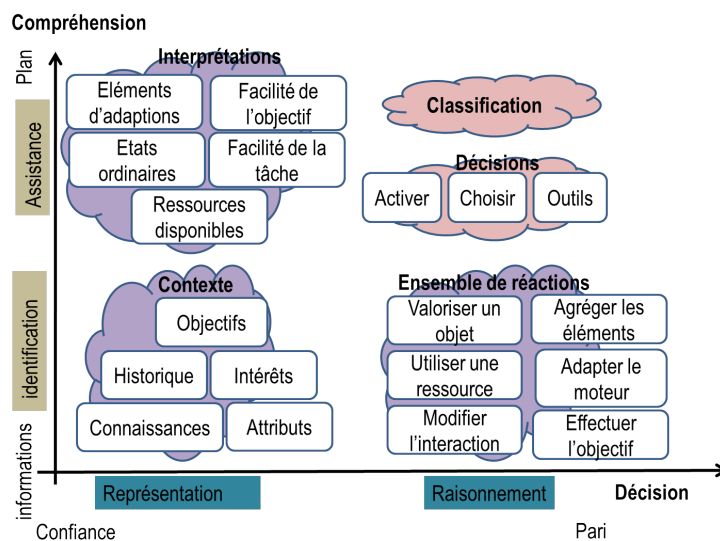 Compréhension
Plan
Assistance
identification
informations
Interprétations
Eléments
d’adaptions
Facilité de
l’objectif
Etats
ordinaires
Facilité de la
tâche
Ressources
disponibles
Classification
Décisions
Activer
Choisir
Outils
Contexte
Objectifs
Historique
Intérêts
Connaissances
Attributs
Ensemble de réactions
Valoriser un
objet
Agréger les
éléments
Utiliser une
ressource
Adapter le
moteur
Modifier
l’interaction
Effectuer
l’objectif
Représentation
Raisonnement
Décision
Confiance
Pari